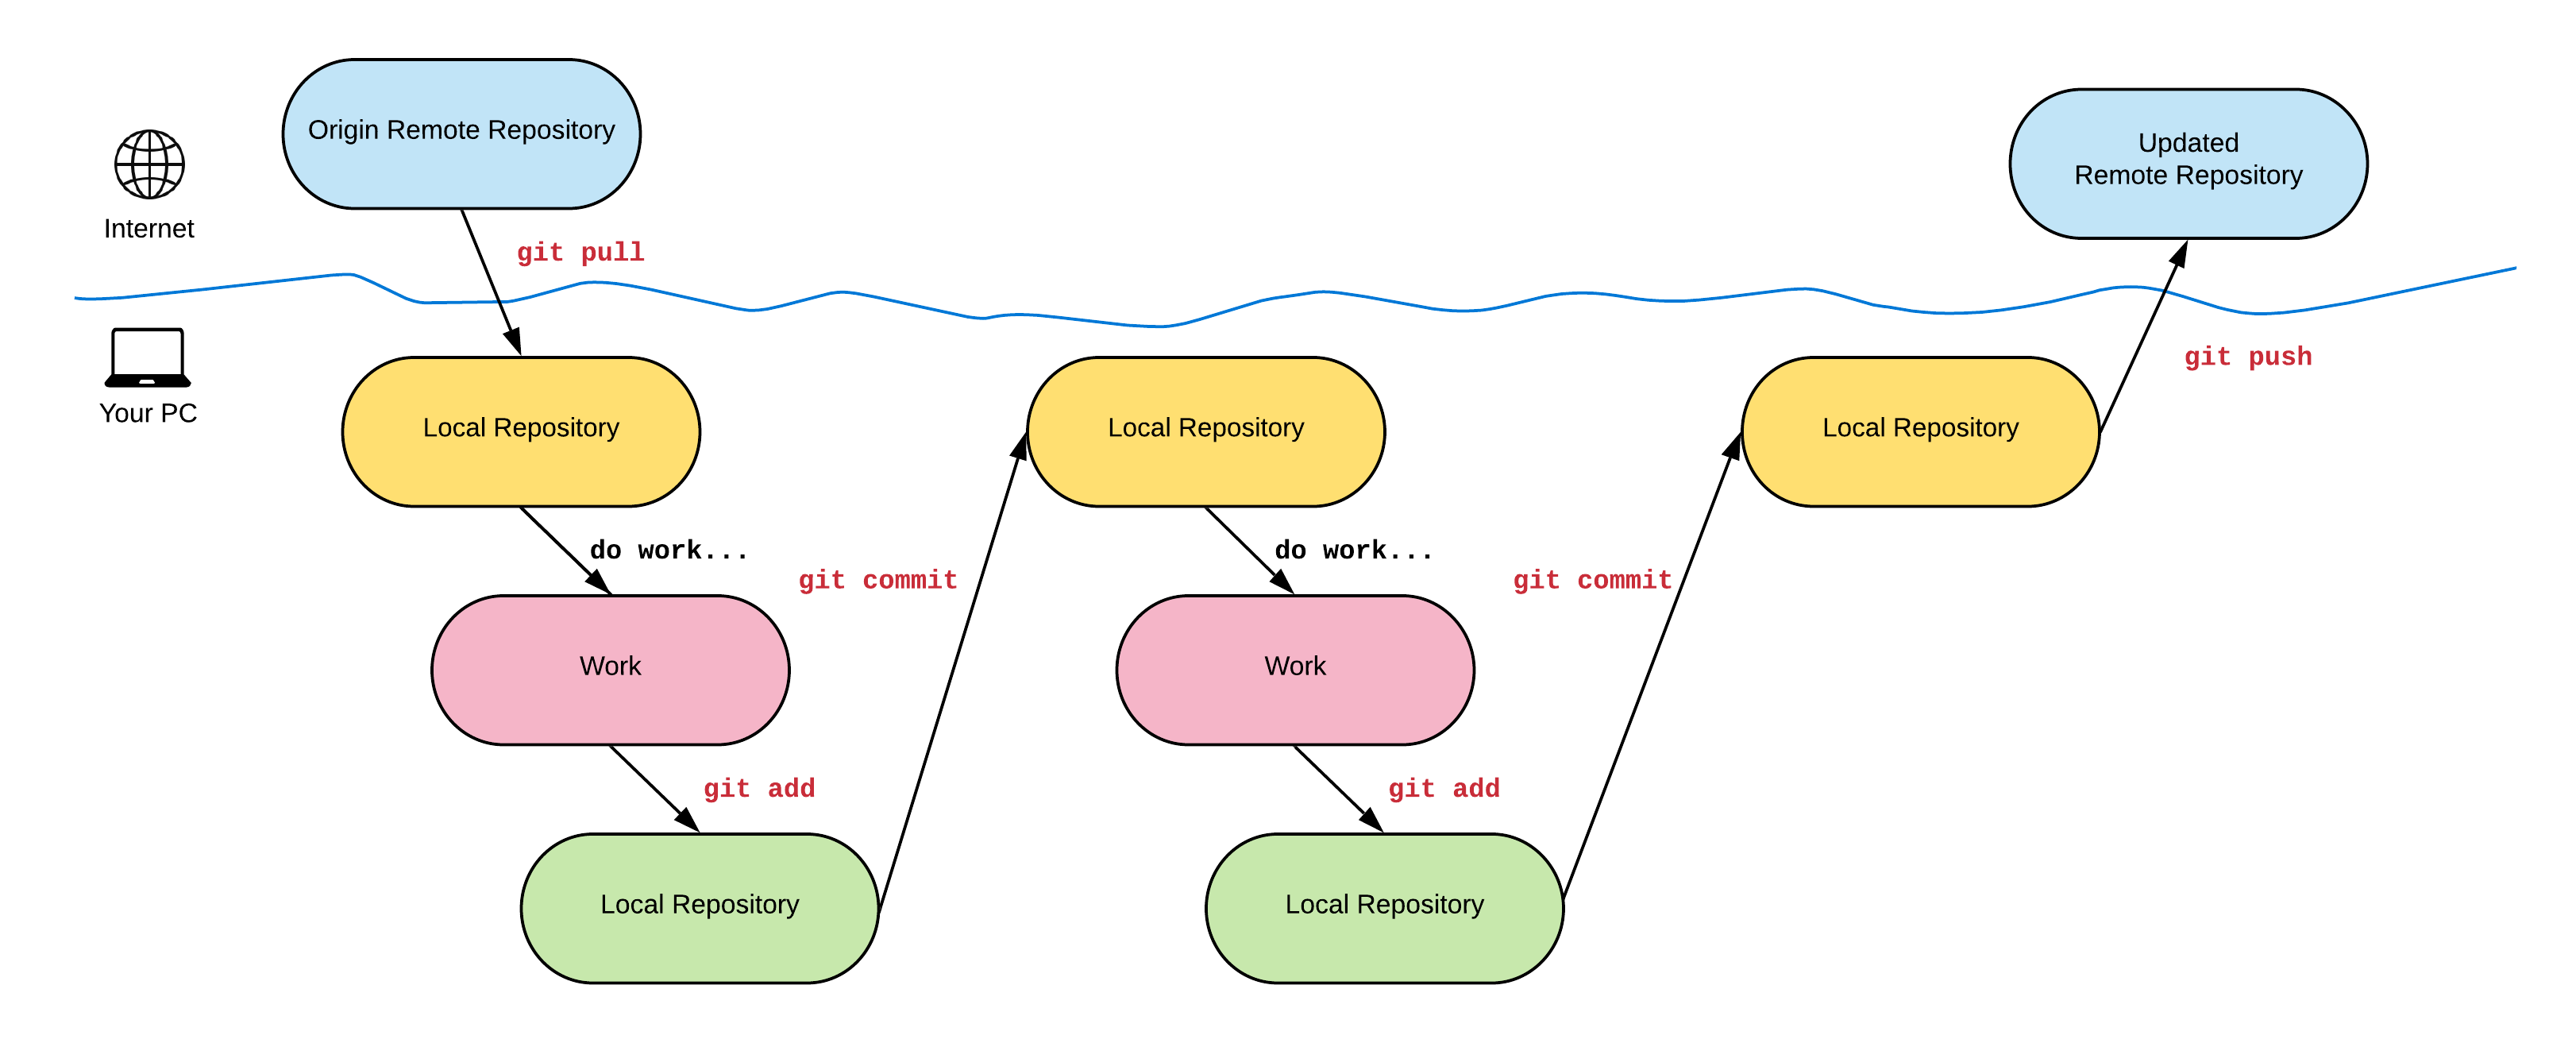 Origin Remote Repository
Updated
Remote Repository
Internet
git pull
git push
Your PC
Local Repository
Local Repository
Local Repository
do work...
do work...
git commit
git commit
Work
Work
git add
git add
Local Repository
Local Repository